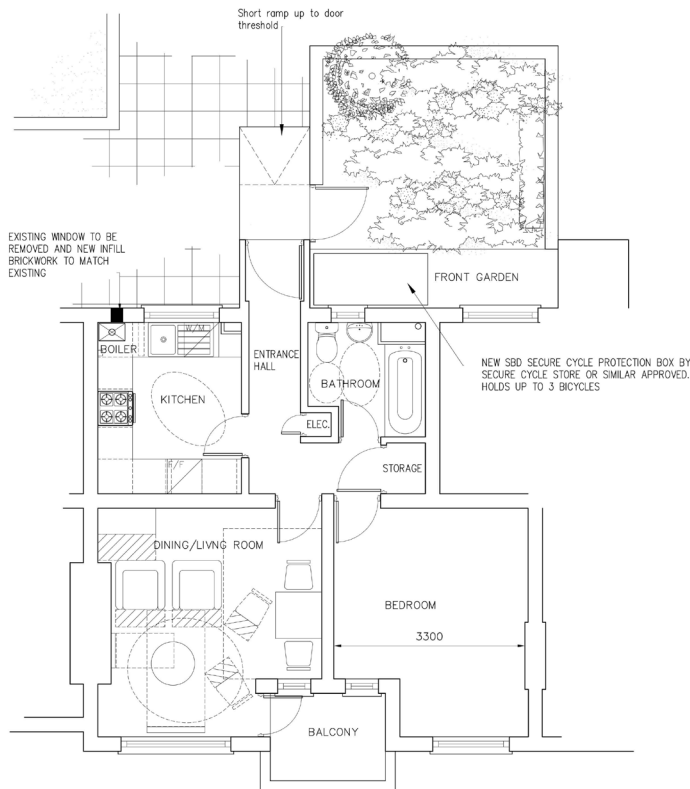 Short ramp up to door
threshold
EXISTING WINDOW TO BE
REMOVED AND NEW INFILL
BRICKWORK TO MATCH
EXISTING
FRONT GARDEN
W/M
BOILER
ENTRANCE
HALL
NEW SBD SECURE CYCLE PROTECTION BOX BY
SECURE CYCLE STORE OR SIMILAR APPROVED.
HOLDS UP TO 3 BICYCLES
BATHROOM
KITCHEN
ELEC.
F/F
STORAGE
DINING/LIVNG ROOM
BEDROOM
3300
BALCONY